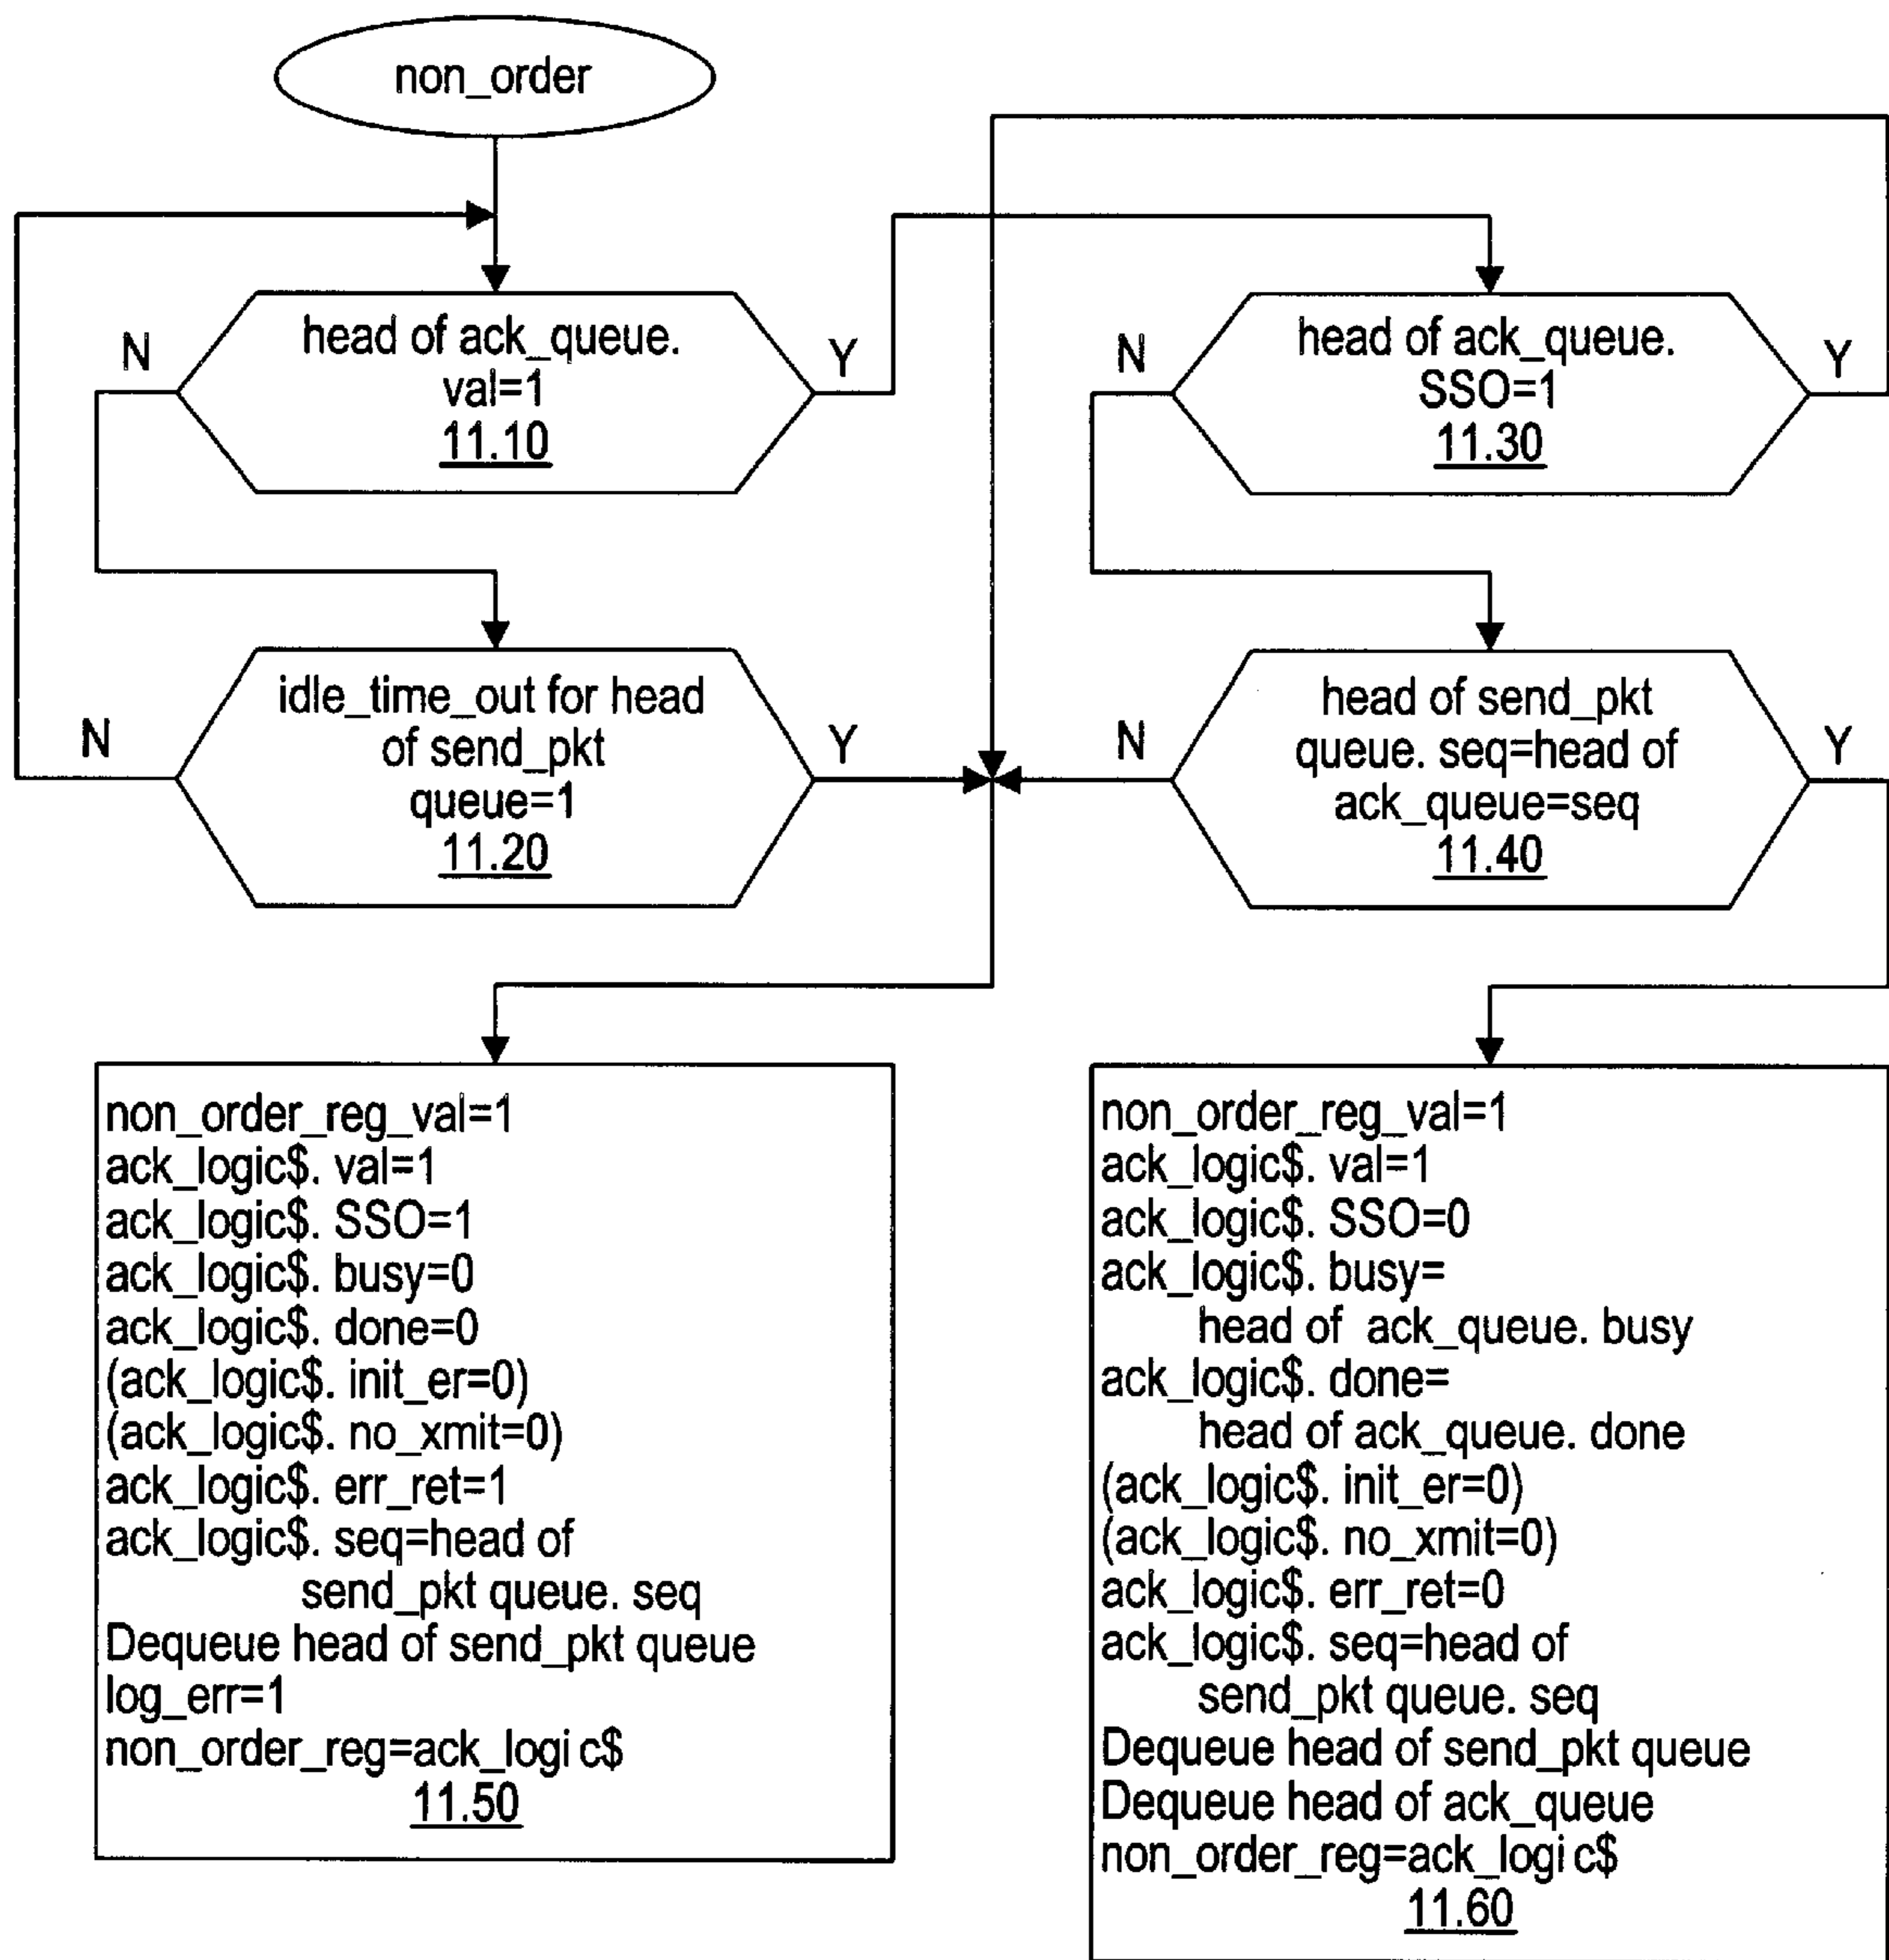 non_order
head of ack_queue.
val=1
11.10
N
Y
head of ack_queue.
SSO=1
11.30
N
Y
idle_time_out for head
of send_pkt
queue=1
11.20
N
Y
head of send_pkt
queue. seq=head of
ack_queue=seq
11.40
N
Y
non_order_reg_val=1
ack_logic$. val=1
ack_logic$. SSO=1
ack_logic$. busy=0
ack_logic$. done=0
(ack_logic$. init_er=0)
(ack_logic$. no_xmit=0)
ack_logic$. err_ret=1
ack_logic$. seq=head of
send_pkt queue. seq
Dequeue head of send_pkt queue
log_err=1
non_order_reg=ack_logic$
11.50
non_order_reg_val=1
ack_logic$. val=1
ack_logic$. SSO=0
ack_logic$. busy=
head of ack_queue. busy
ack_logic$. done=
head of ack_queue. done
(ack_logic$. init_er=0)
(ack_logic$. no_xmit=0)
ack_logic$. err_ret=0
ack_logic$. seq=head of
send_pkt queue. seq
Dequeue head of send_pkt queue
Dequeue head of ack_queue
non_order_reg=ack_logic$
11.60